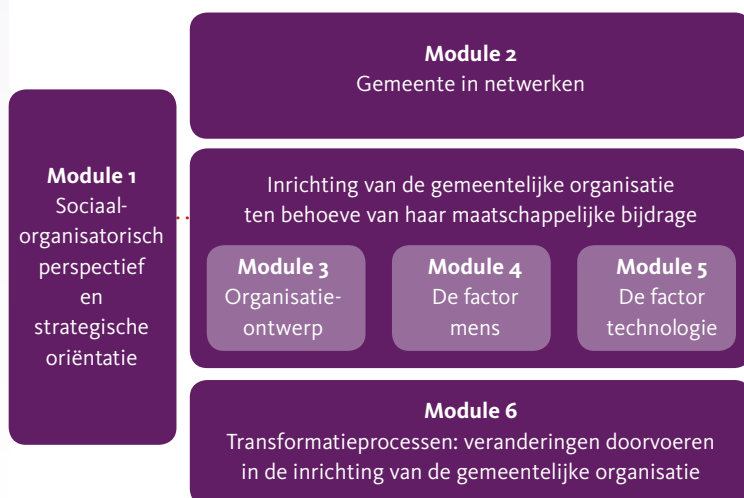 Module 1
Sociaal-
organisatorisch
perspectief
en
strategische
oriëntatie
Module 2
Gemeente in netwerken
Inrichting van de gemeentelijke organisatie
ten behoeve van haar maatschappelijke bijdrage
Module 3
Organisatie-
ontwerp
Module 4
De factor
mens
Module 5
De factor
technologie
Module 6
Transformatieprocessen: veranderingen doorvoeren
in de inrichting van de gemeentelijke organisatie